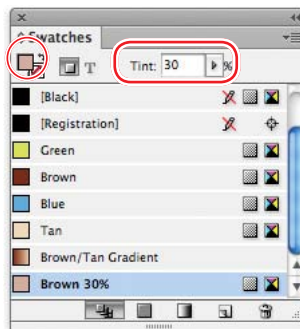 Swatches
T Tint: 30 %
[Black]
[Registration]
Green
Brown
Blue
Tan
Brown/Tan Gradient
Brown 30%